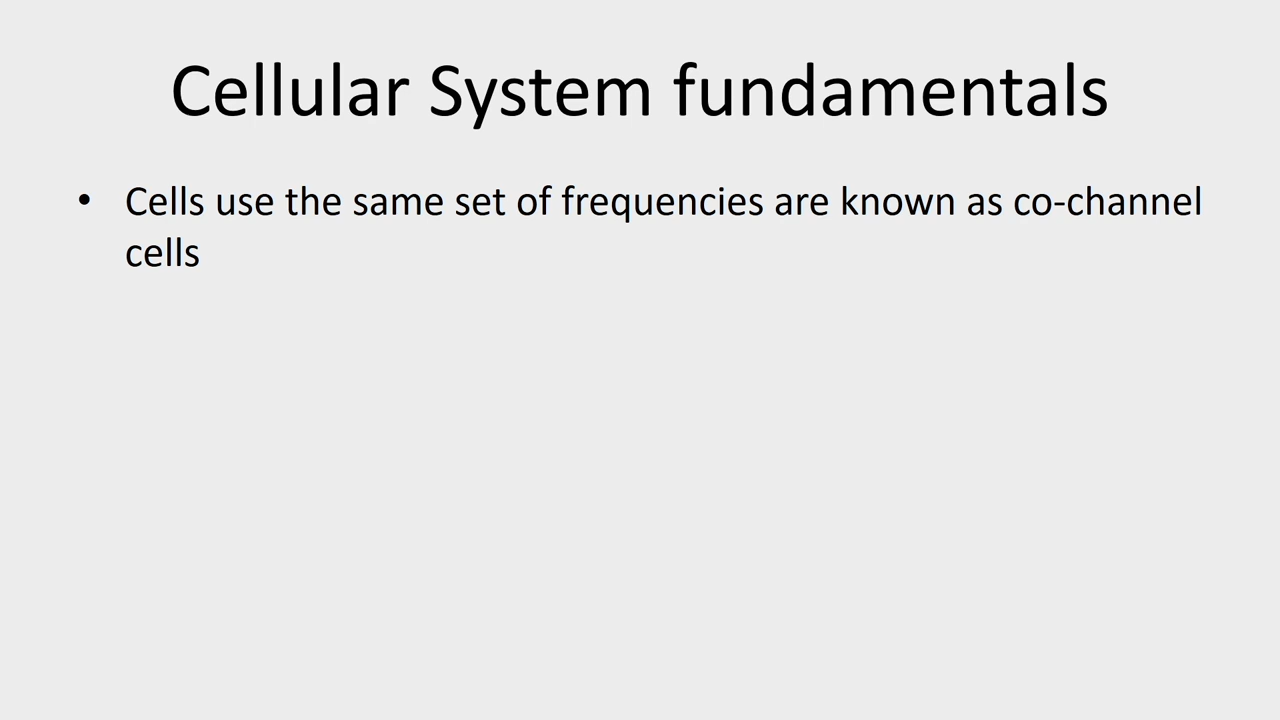 Cellular System fundamentals
• Cells use the same set of frequencies are known as co-channel
cells